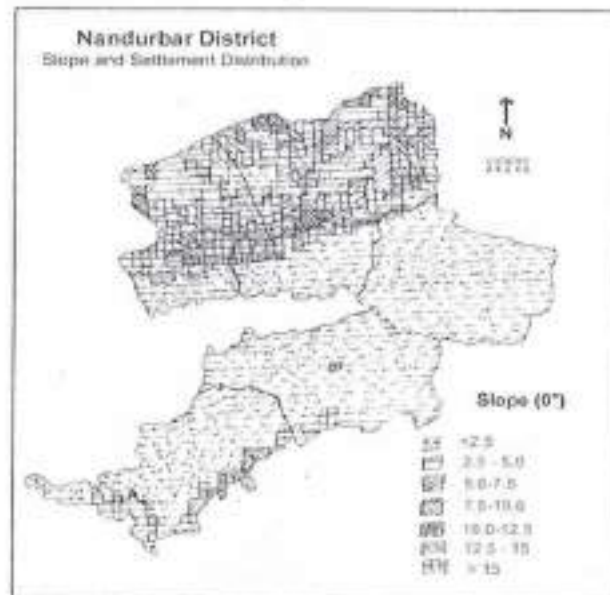 Nandurbar District
Slope and Settlement Distribution
N
Slope (0°)
<2.5
2.5 - 5.0
5.0-7.5
7.5-10.0
10.0-12.5
12.5 - 15
> 15